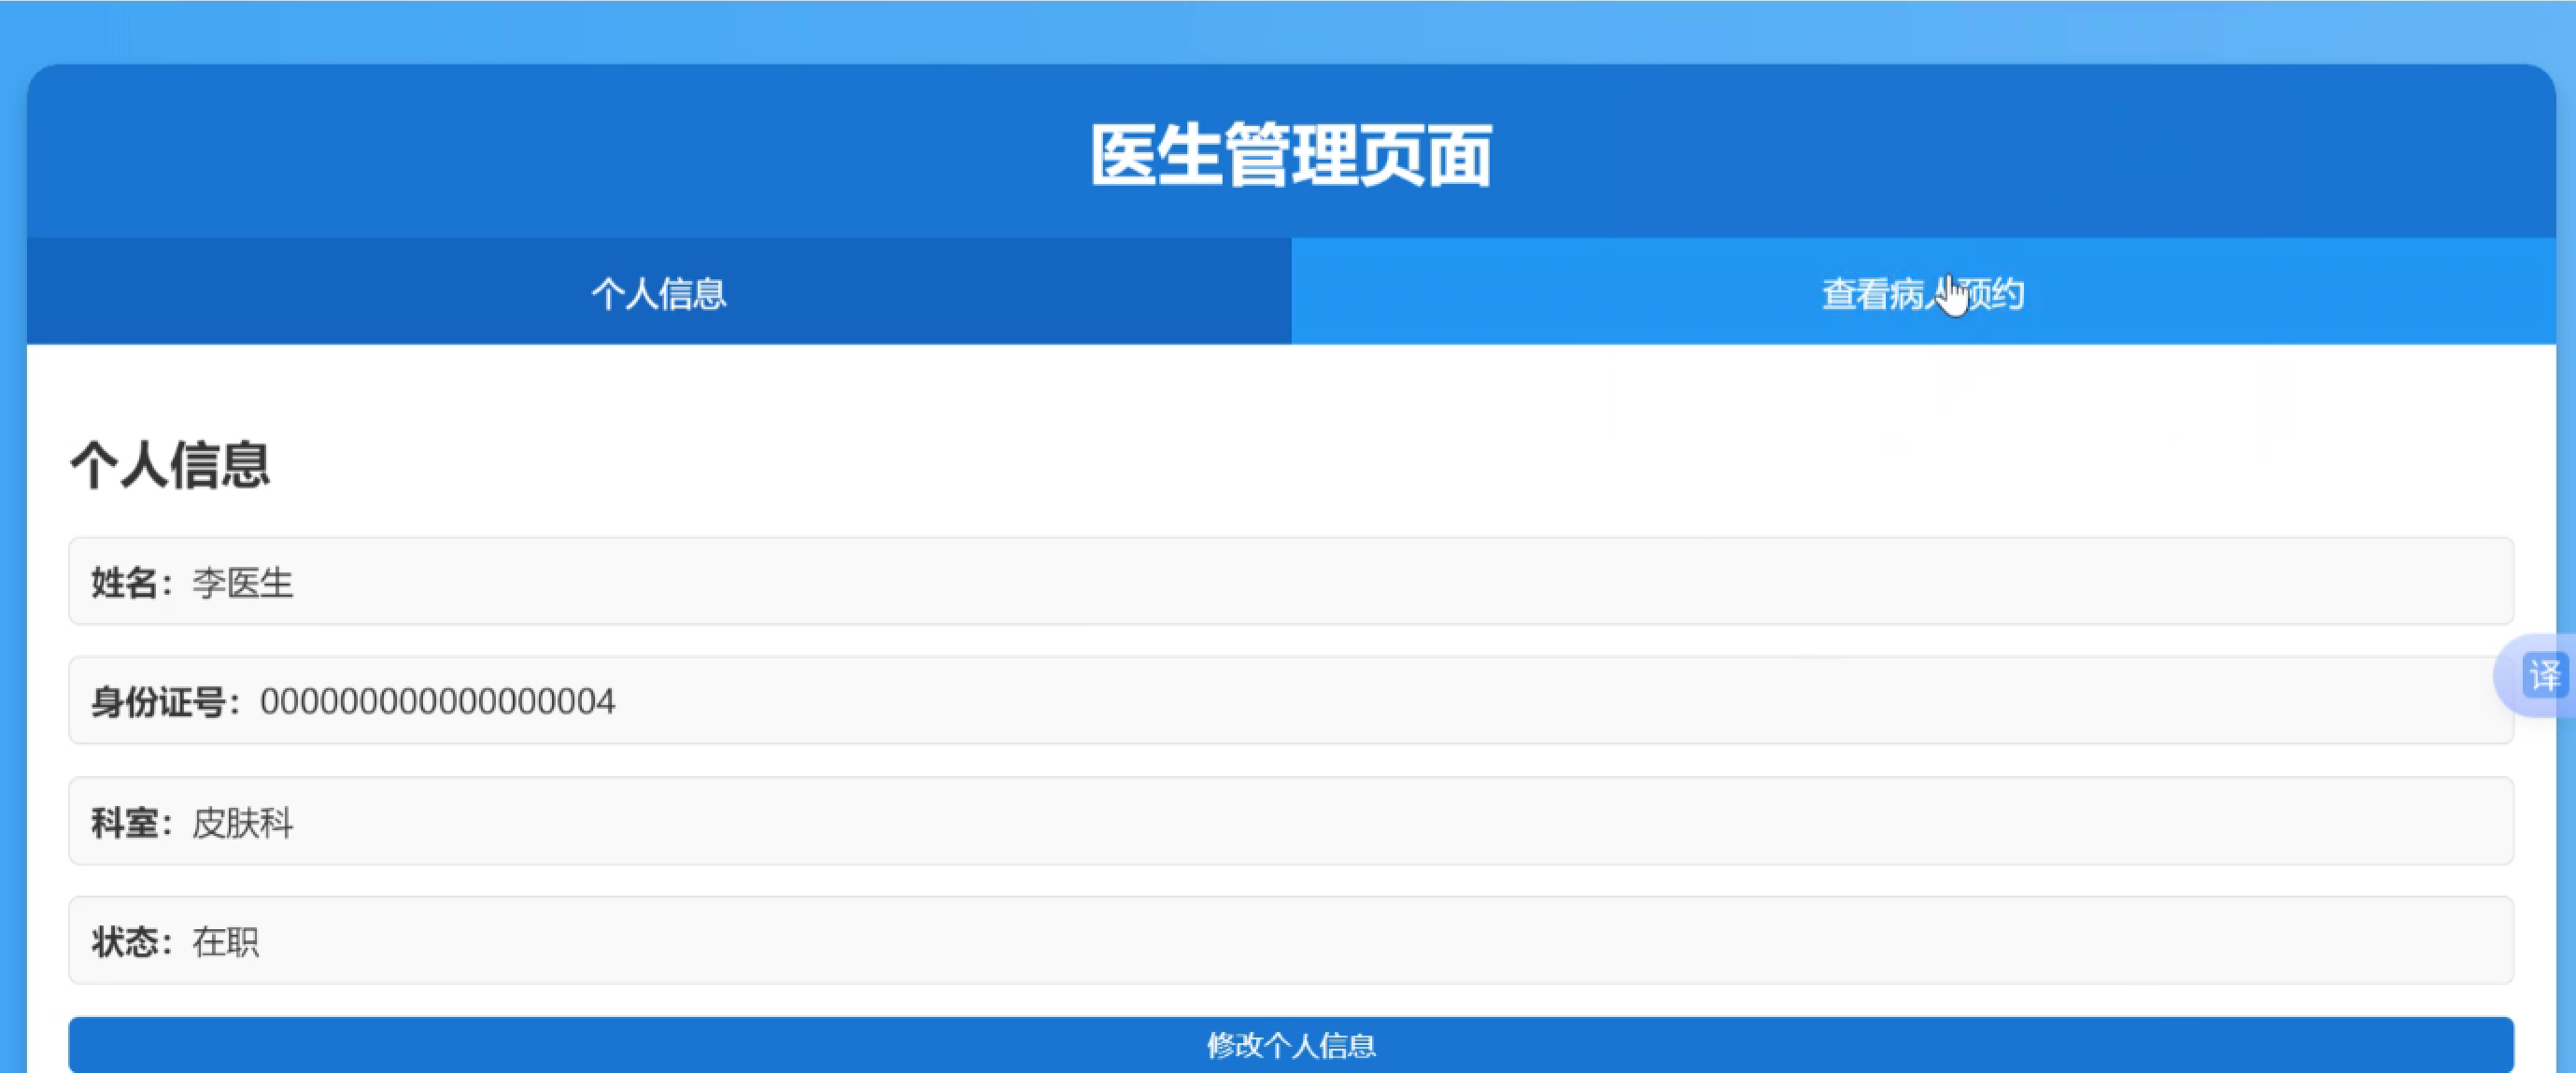 医生管理页面
个人信息
查看病人预约
个人信息
姓名：李医生
身份证号：000000000000000004
科室：皮肤科
状态：在职
修改个人信息
译